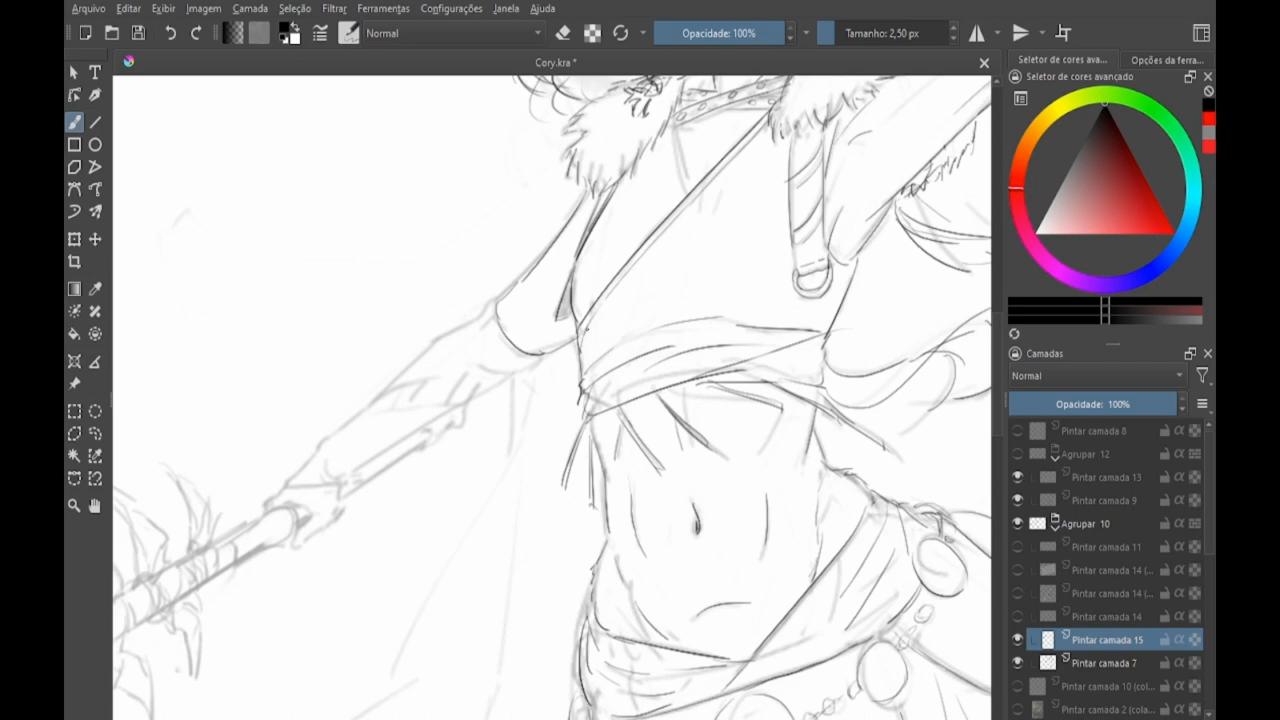 Arquivo Editar Exibir Imagem Camada Seleção Filtrar Ferramentas Configurações Janela Ajuda
Normal Opacidade: 100% Tamanho: 2,50 px
Cory.kra *
Seletor de cores ava... Opções da ferra...
Seletor de cores avançado
Camadas
Normal
Opacidade: 100%
Pintar camada 8
Agrupar 12
Pintar camada 13
Pintar camada 9
Agrupar 10
Pintar camada 11
Pintar camada 14 (...
Pintar camada 14 (...
Pintar camada 14
Pintar camada 15
Pintar camada 7
Pintar camada 10 (col...
Pintar camada 2 (cola...